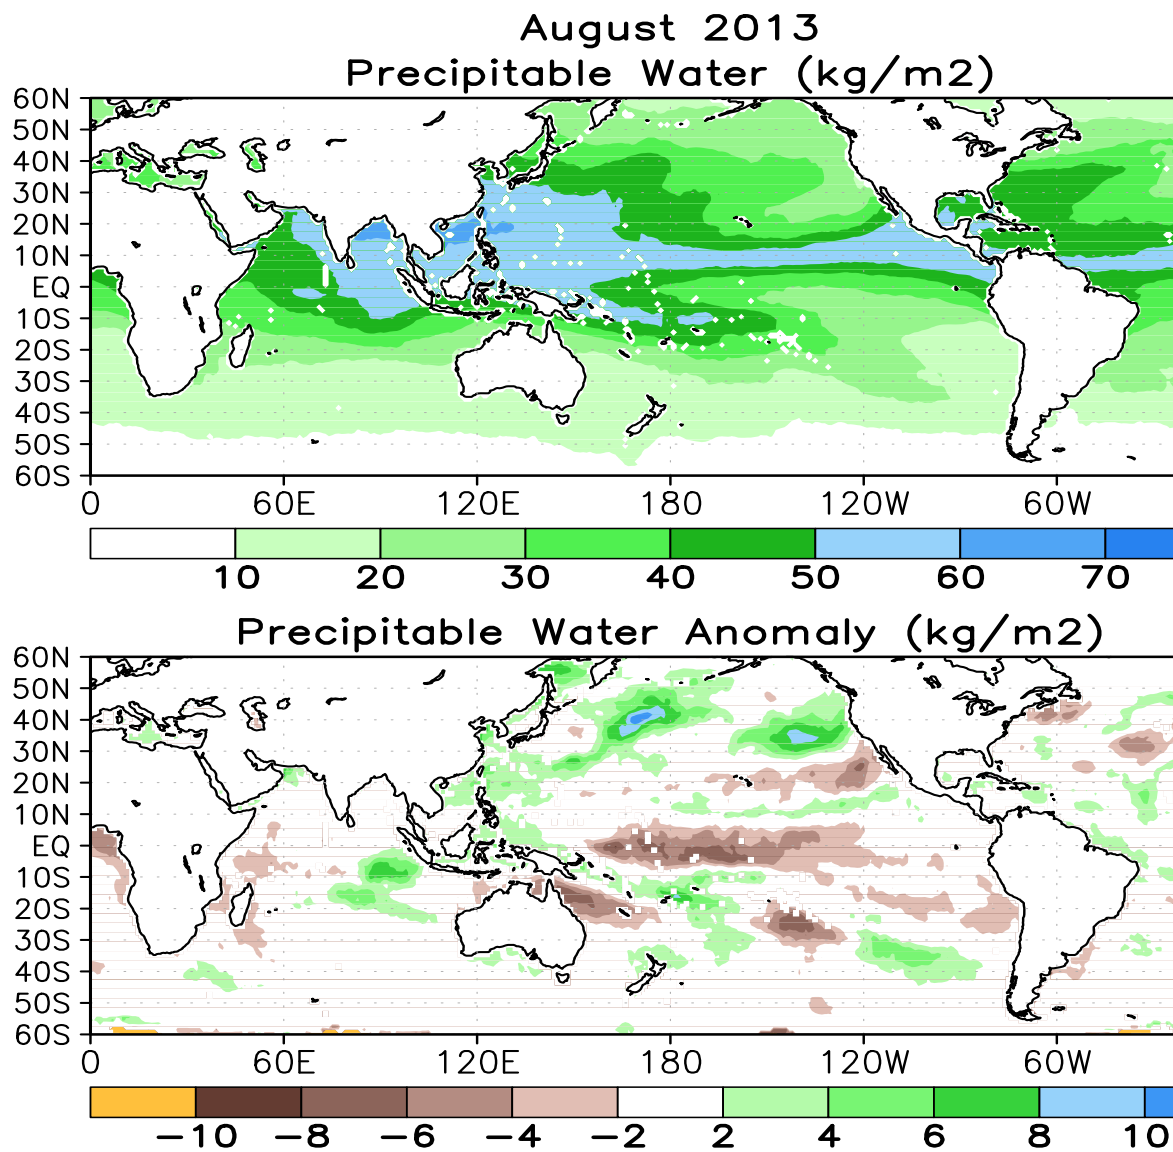 August 2013
Precipitable Water (kg/m2)
60N
50N
40N
30N
20N
10N
EQ
10S
20S
30S
40S
50S
60S
0 60E 120E 180 120W 60W
10 20 30 40 50 60 70
Precipitable Water Anomaly (kg/m2)
60N
50N
40N
30N
20N
10N
EQ
10S
20S
30S
40S
50S
60S
0 60E 120E 180 120W 60W
−10 −8 −6 −4 −2 2 4 6 8 10